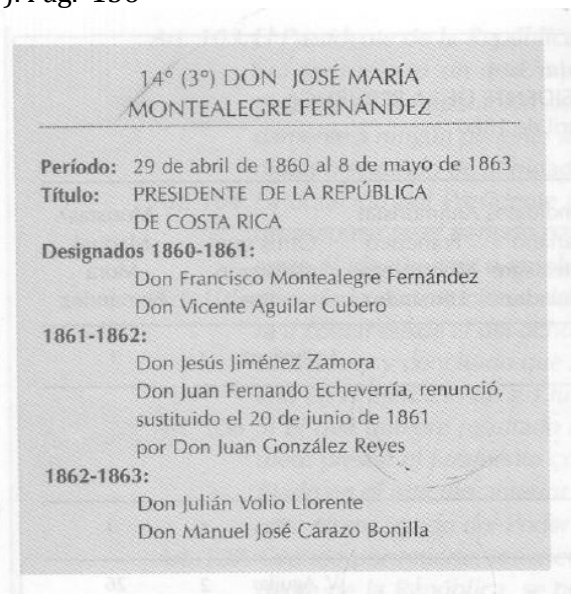 J. Pág. 150
14° (3°) DON JOSÉ MARÍA
MONTEALEGRE FERNÁNDEZ
Período: 29 de abril de 1860 al 8 de mayo de 1863
Título: PRESIDENTE DE LA REPÚBLICA
DE COSTA RICA
Designados 1860-1861:
Don Francisco Montealegre Fernández
Don Vicente Aguilar Cubero
1861-1862:
Don Jesús Jiménez Zamora
Don Juan Fernando Echeverría, renunció,
sustituido el 20 de junio de 1861
por Don Juan González Reyes
1862-1863:
Don Julián Volio Llorente
Don Manuel José Carazo Bonilla